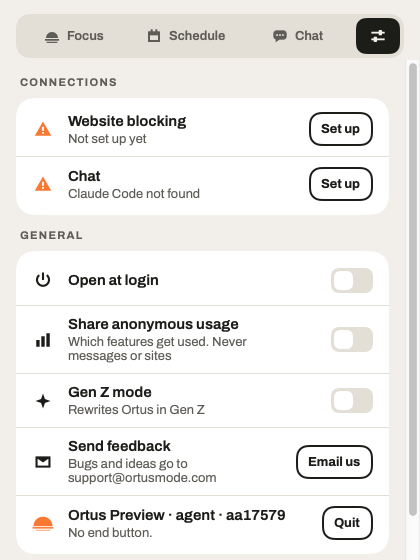 Focus
Schedule
Chat
CONNECTIONS
Website blocking
Not set up yet
Set up
Chat
Claude Code not found
Set up
GENERAL
Open at login
Share anonymous usage
Which features get used. Never
messages or sites
Gen Z mode
Rewrites Ortus in Gen Z
Send feedback
Bugs and ideas go to
support@ortusmode.com
Email us
Ortus Preview · agent · aa17579
No end button.
Quit